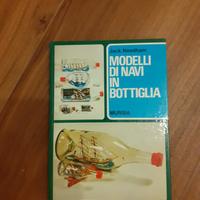 Jack Needham
MODELLI
DI NAVI
IN
BOTTIGLIA
MURSIA